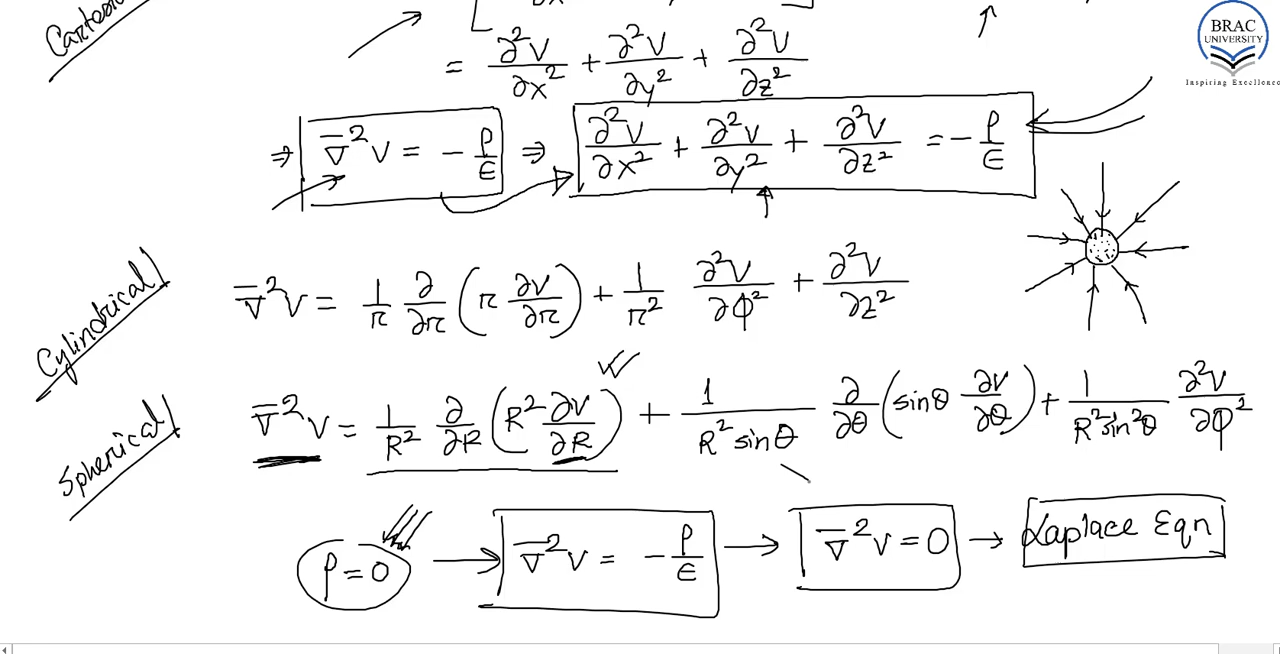 Cartesi
BRAC
UNIVERSITY
Inspiring Excellence
= ∂²V/∂x² + ∂²V/∂y² + ∂²V/∂z²
⇒ ∇̅²V = - ρ/ε ⇒ ∂²V/∂x² + ∂²V/∂y² + ∂²V/∂z² = - ρ/ε
Cylindrical
∇̅²V = 1/r ∂/∂r (r ∂V/∂r) + 1/r² ∂²V/∂φ² + ∂²V/∂z²
Spherical
∇̅²V = 1/R² ∂/∂R (R² ∂V/∂R) + 1/(R² sinθ) ∂/∂θ (sinθ ∂V/∂θ) + 1/(R² sin²θ) ∂²V/∂φ²
ρ = 0 → ∇̅²V = - ρ/ε → ∇̅²V = 0 → Laplace Eqn